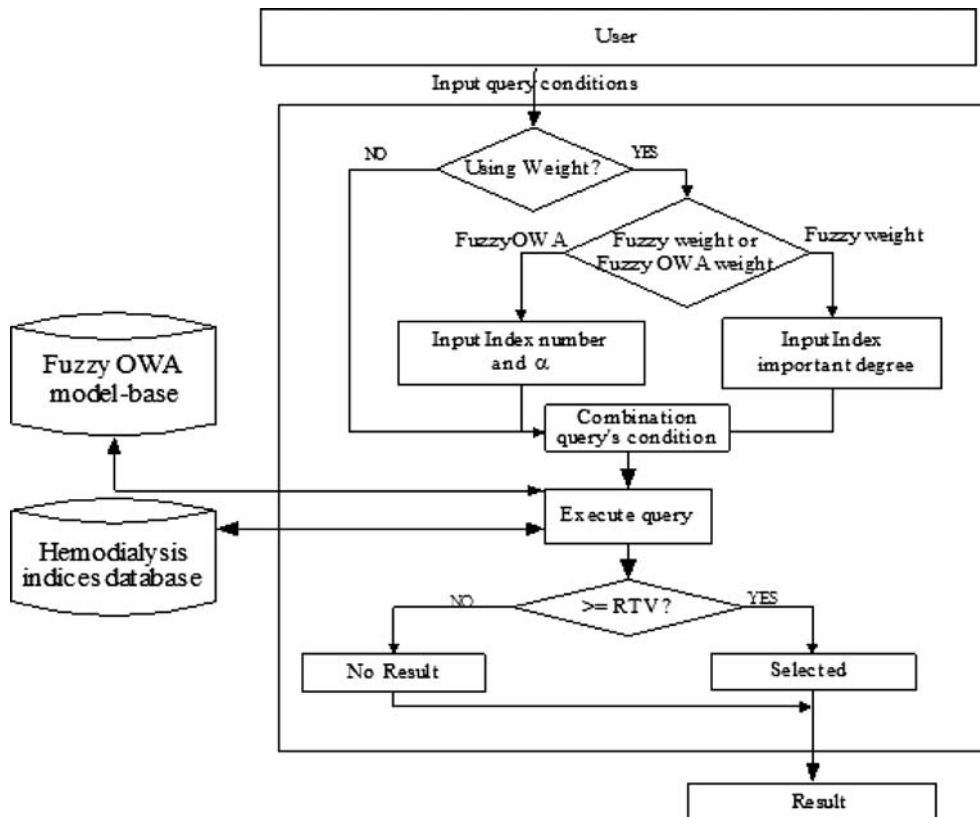 User
Input query conditions
NO
Using Weight?
YES
FuzzyOWA
Fuzzy weight or
Fuzzy OWA weight
Fuzzy weight
Input Index number
and α
Input Index
important degree
Fuzzy OWA
model-base
Combination
query's condition
Execute query
Hemodialysis
indices database
NO
>= RTV?
YES
No Result
Selected
Result